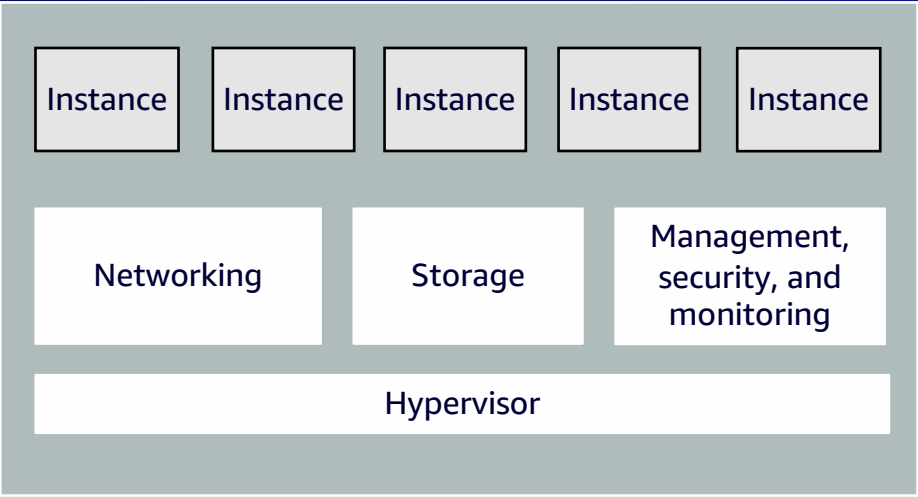 Instance
Instance
Instance
Instance
Instance
Networking
Storage
Management,
security, and
monitoring
Hypervisor